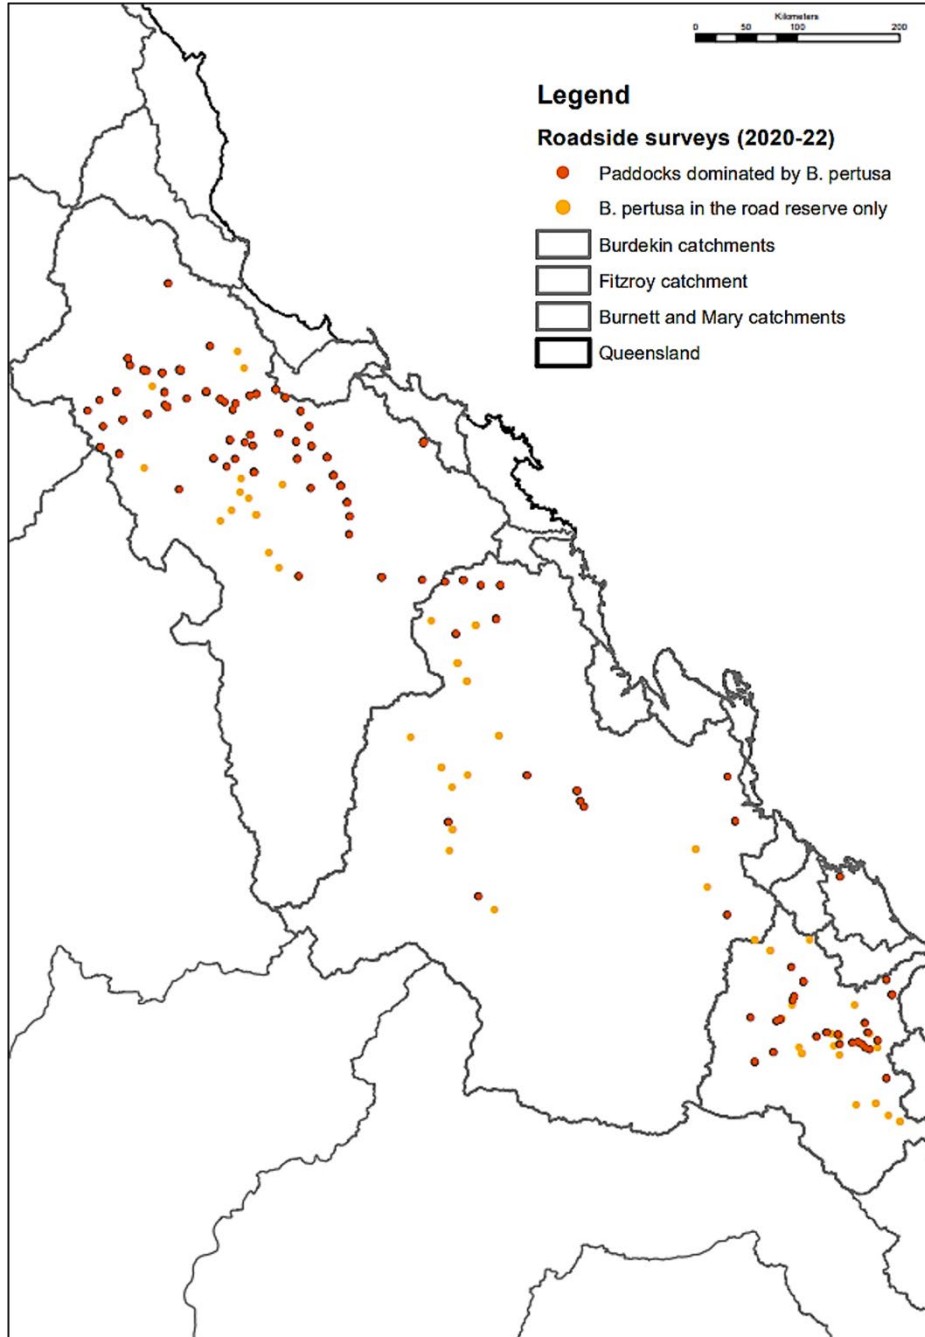 Kilometers
0 50 100 200
Legend
Roadside surveys (2020-22)
Paddocks dominated by B. pertusa
B. pertusa in the road reserve only
Burdekin catchments
Fitzroy catchment
Burnett and Mary catchments
Queensland